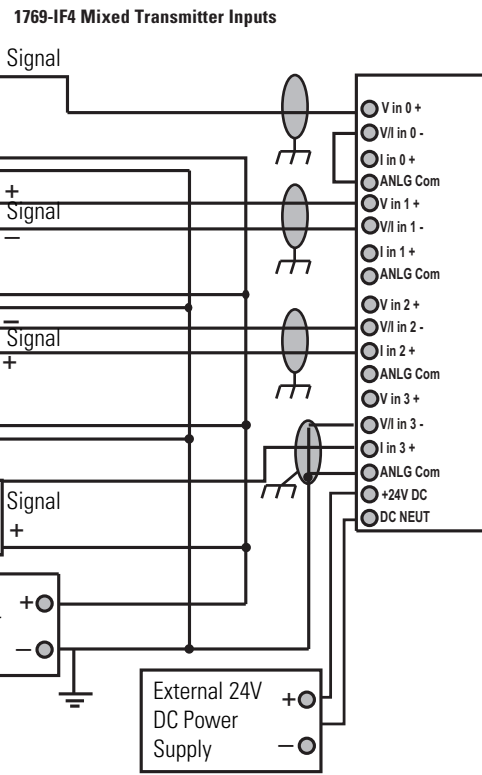 1769-IF4 Mixed Transmitter Inputs
Signal
V in 0 +
V/I in 0 -
I in 0 +
ANLG Com
+
Signal
−
V in 1 +
V/I in 1 -
I in 1 +
ANLG Com
−
Signal
+
V in 2 +
V/I in 2 -
I in 2 +
ANLG Com
V in 3 +
V/I in 3 -
I in 3 +
ANLG Com
+24V DC
DC NEUT
Signal
+
+
−
External 24V
DC Power
Supply
+
−